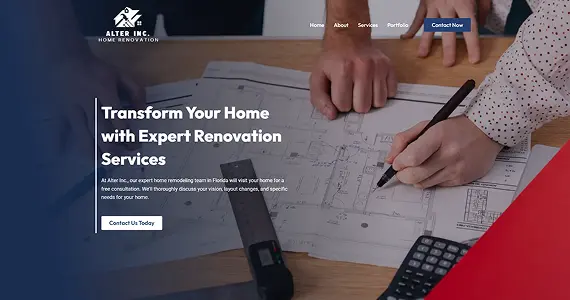 ALTER INC.
HOME RENOVATION
Home About Services Portfolio Contact Now
Transform Your Home
with Expert Renovation
Services
At Alter Inc., our expert home remodeling team in Florida will visit your home for a
free consultation. We'll thoroughly discuss your vision, layout changes, and specific
needs for your home.
Contact Us Today